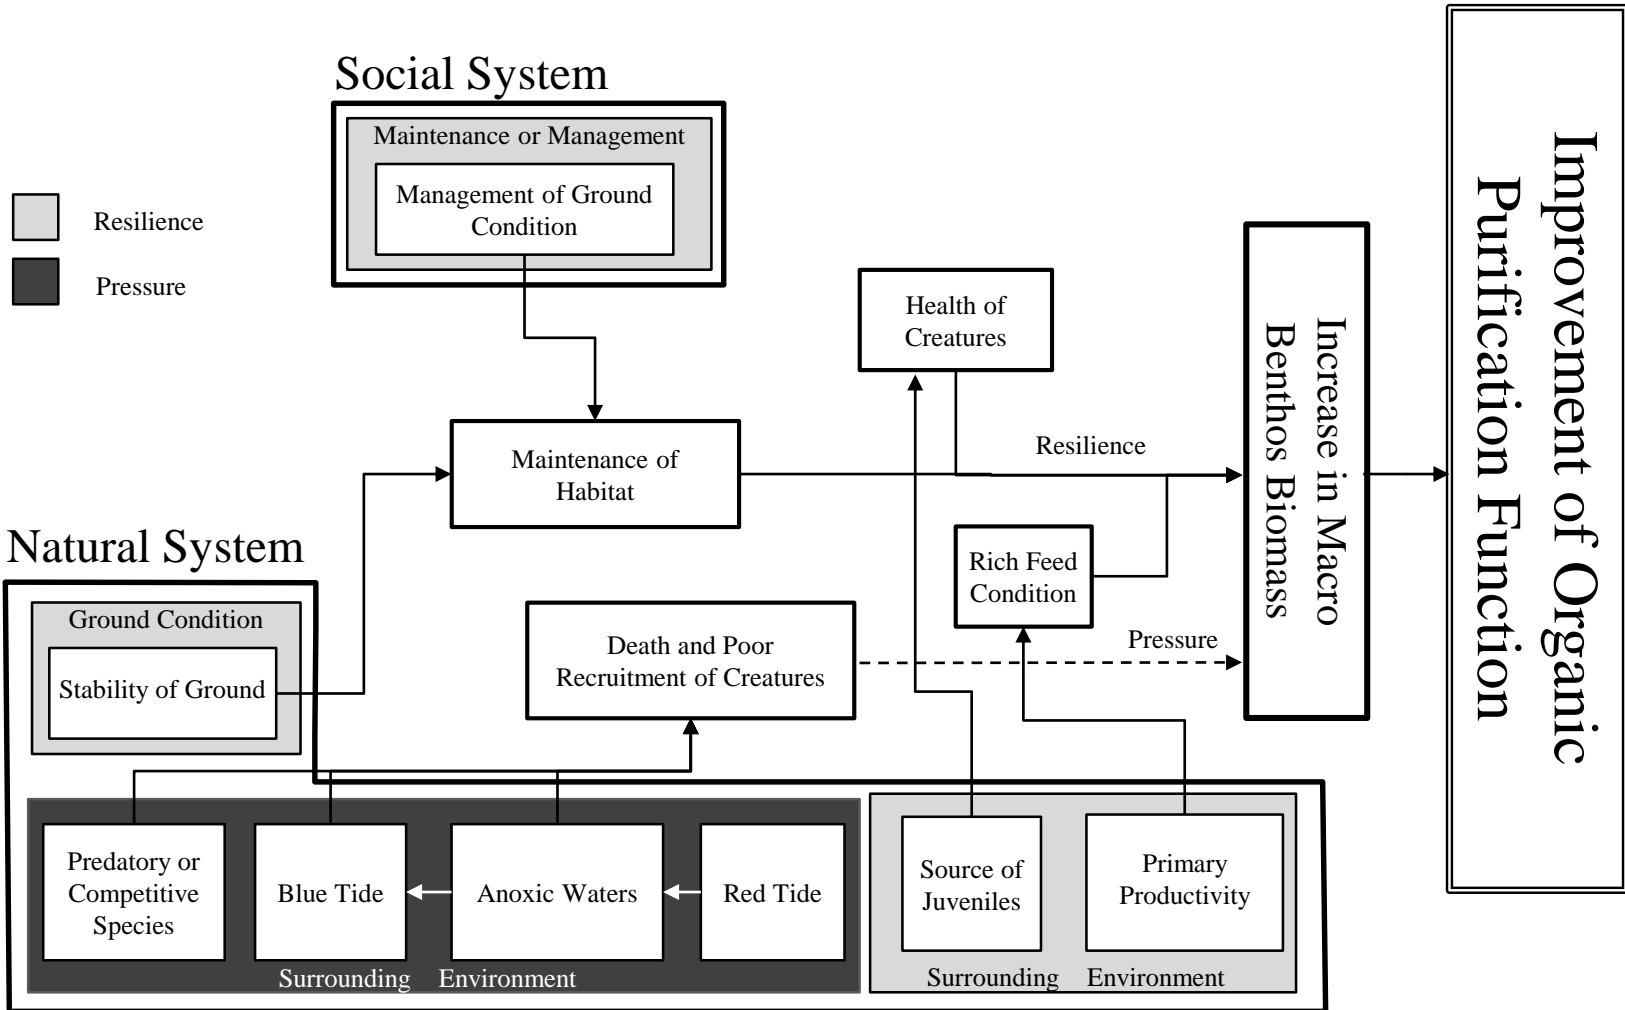 Social System
Maintenance or Management
Management of Ground
Condition
Resilience
Pressure
Health of
Creatures
Maintenance of
Habitat
Resilience
Rich Feed
Condition
Natural System
Ground Condition
Stability of Ground
Death and Poor
Recruitment of Creatures
Pressure
Predatory or
Competitive
Species
Blue Tide
Anoxic Waters
Red Tide
Surrounding Environment
Source of
Juveniles
Primary
Productivity
Surrounding Environment
Increase in Macro
Benthos Biomass
Improvement of Organic
Purification Function